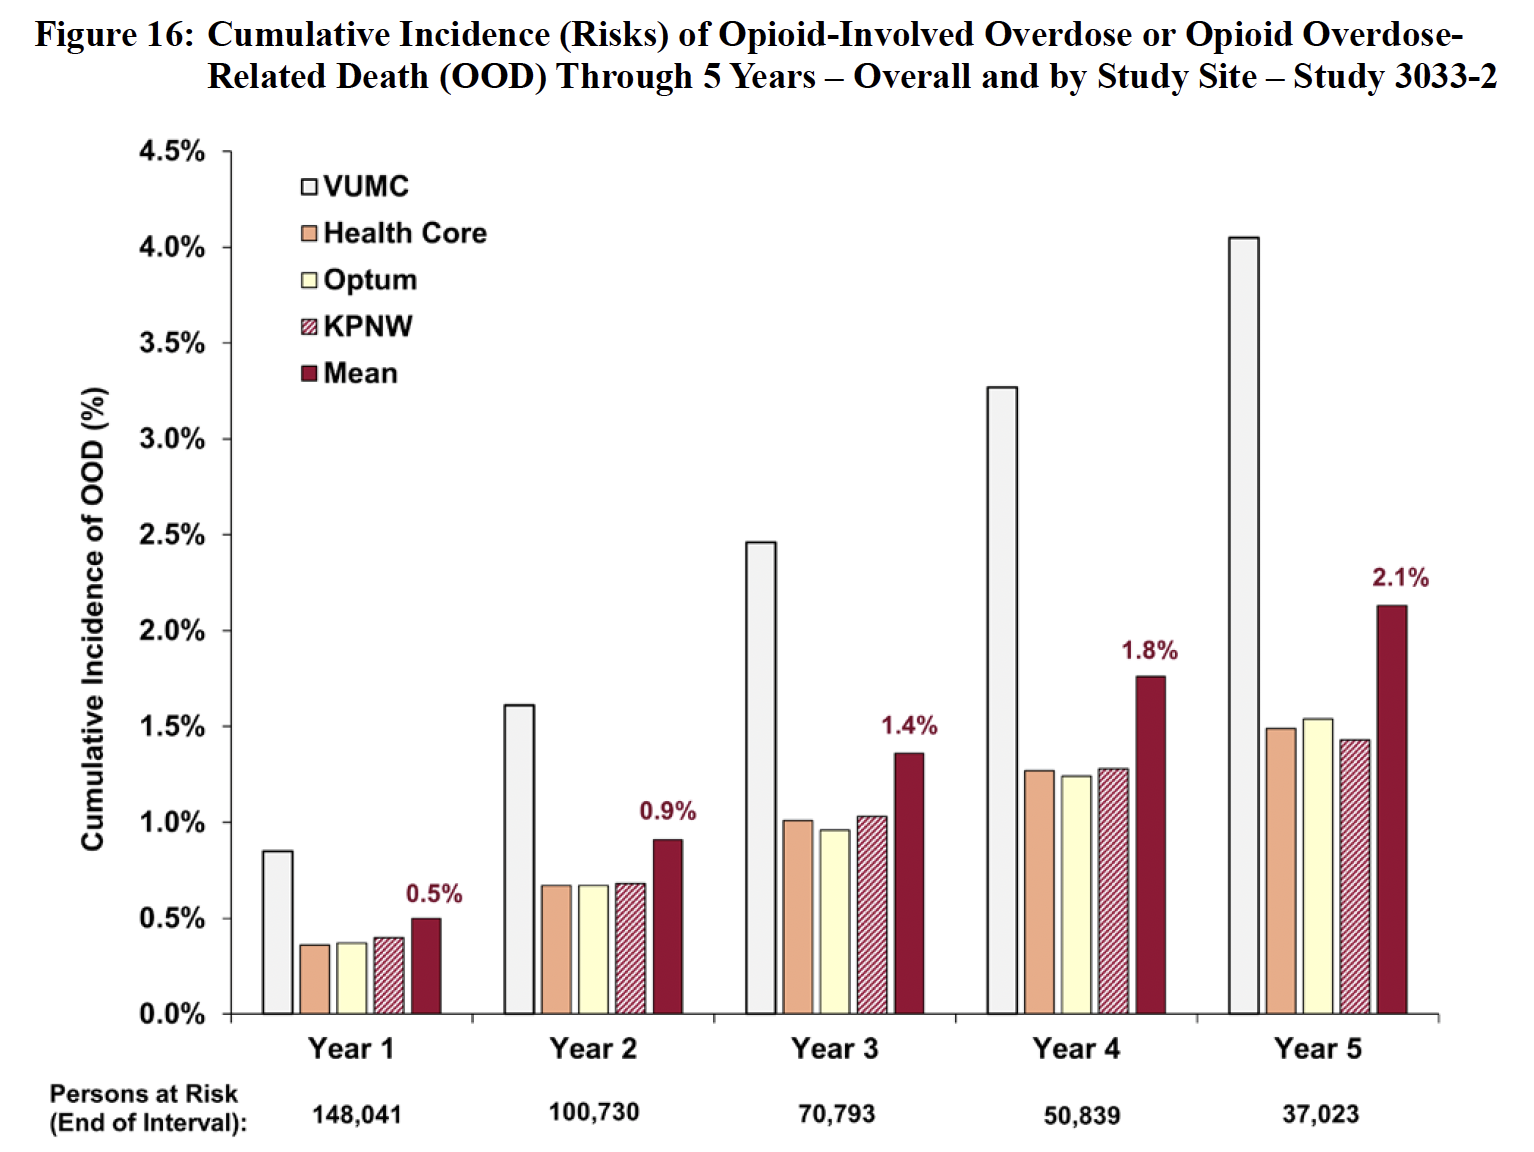 Figure 16: Cumulative Incidence (Risks) of Opioid-Involved Overdose or Opioid Overdose-
Related Death (OOD) Through 5 Years – Overall and by Study Site – Study 3033-2
Cumulative Incidence of OOD (%)
4.5%
4.0%
3.5%
3.0%
2.5%
2.0%
1.5%
1.0%
0.5%
0.0%
VUMC
Health Core
Optum
KPNW
Mean
0.5%
0.9%
1.4%
1.8%
2.1%
Year 1 Year 2 Year 3 Year 4 Year 5
Persons at Risk
(End of Interval): 148,041 100,730 70,793 50,839 37,023